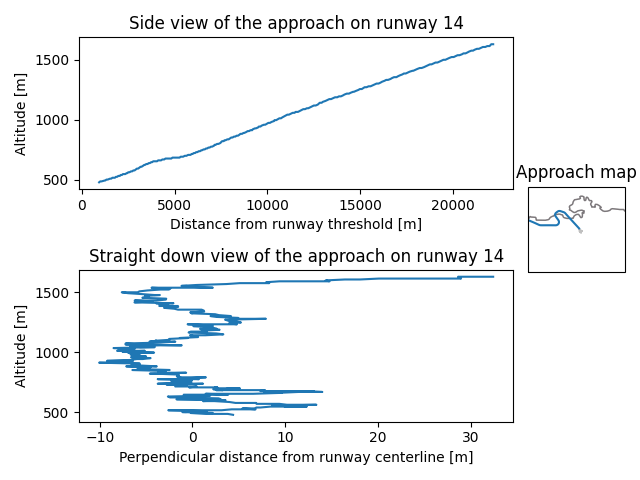 Side view of the approach on runway 14
Altitude [m]
1500
1000
500
0
5000
10000
15000
20000
Distance from runway threshold [m]
Approach map
Straight down view of the approach on runway 14
Altitude [m]
1500
1000
500
−10
0
10
20
30
Perpendicular distance from runway centerline [m]